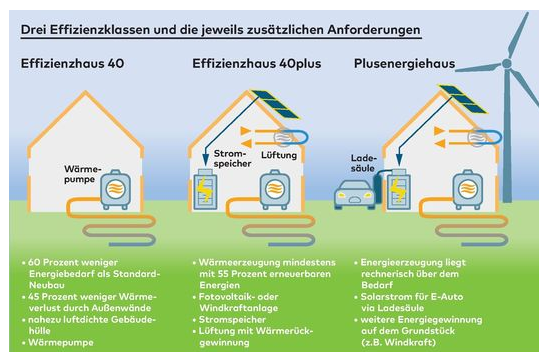 Drei Effizienzklassen und die jeweils zusätzlichen Anforderungen
Effizienzhaus 40
Effizienzhaus 40plus
Plusenergiehaus
Wärme-
pumpe
Strom-
speicher
Lüftung
Lade-
säule
• 60 Prozent weniger
Energiebedarf als Standard-
Neubau
• 45 Prozent weniger Wärme-
verlust durch Außenwände
• nahezu luftdichte Gebäude-
hülle
• Wärmepumpe
• Wärmeerzeugung mindestens
mit 55 Prozent erneuerbaren
Energien
• Fotovoltaik- oder
Windkraftanlage
• Stromspeicher
• Lüftung mit Wärmerück-
gewinnung
• Energieerzeugung liegt
rechnerisch über dem
Bedarf
• Solarstrom für E-Auto
via Ladesäule
• weitere Energiegewinnung
auf dem Grundstück
(z.B. Windkraft)